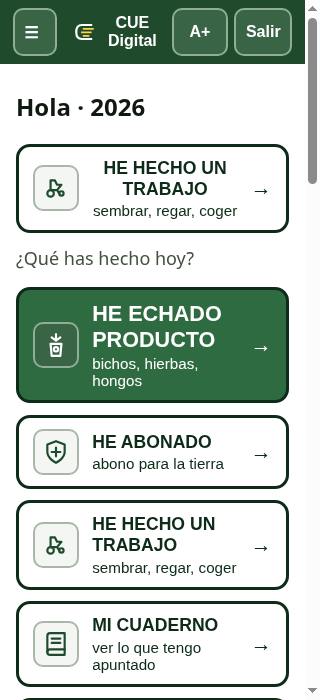 CUE
Digital
A+
Salir
Hola · 2026
HE HECHO UN
TRABAJO
sembrar, regar, coger
→
¿Qué has hecho hoy?
HE ECHADO
PRODUCTO
bichos, hierbas,
hongos
→
HE ABONADO
abono para la tierra
→
HE HECHO UN
TRABAJO
sembrar, regar, coger
→
MI CUADERNO
ver lo que tengo
apuntado
→